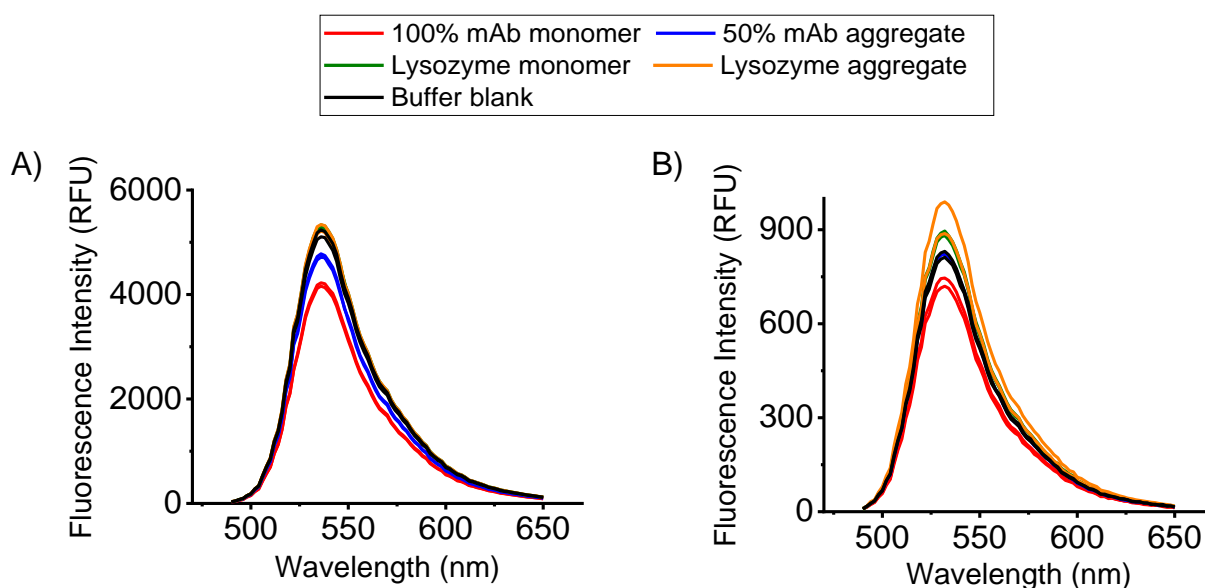 100% mAb monomer 50% mAb aggregate
Lysozyme monomer Lysozyme aggregate
Buffer blank
A)
Fluorescence Intensity (RFU)
6000
4000
2000
0
500 550 600 650
Wavelength (nm)
B)
Fluorescence Intensity (RFU)
900
600
300
0
500 550 600 650
Wavelength (nm)